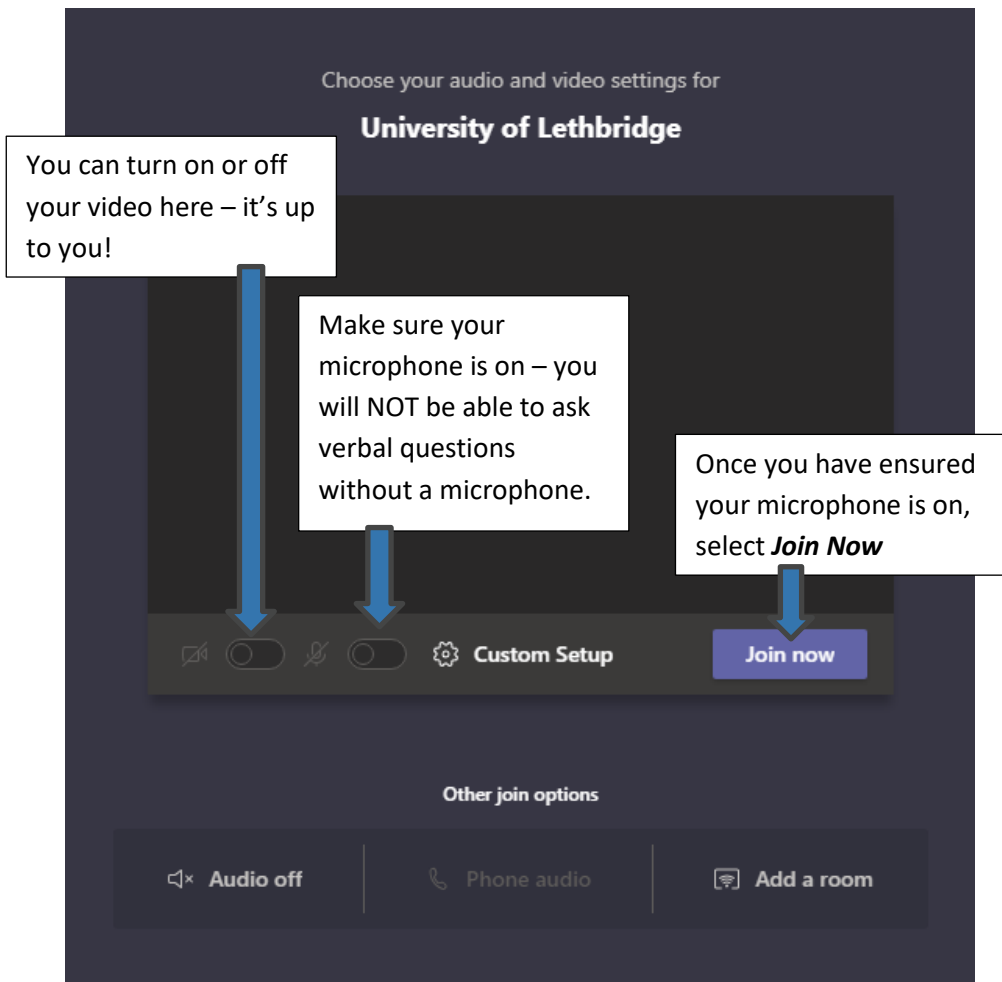 Choose your audio and video settings for
University of Lethbridge
You can turn on or off
your video here – it's up
to you!
Make sure your
microphone is on – you
will NOT be able to ask
verbal questions
without a microphone.
Once you have ensured
your microphone is on,
select Join Now
Custom Setup
Join now
Other join options
Audio off
Phone audio
Add a room